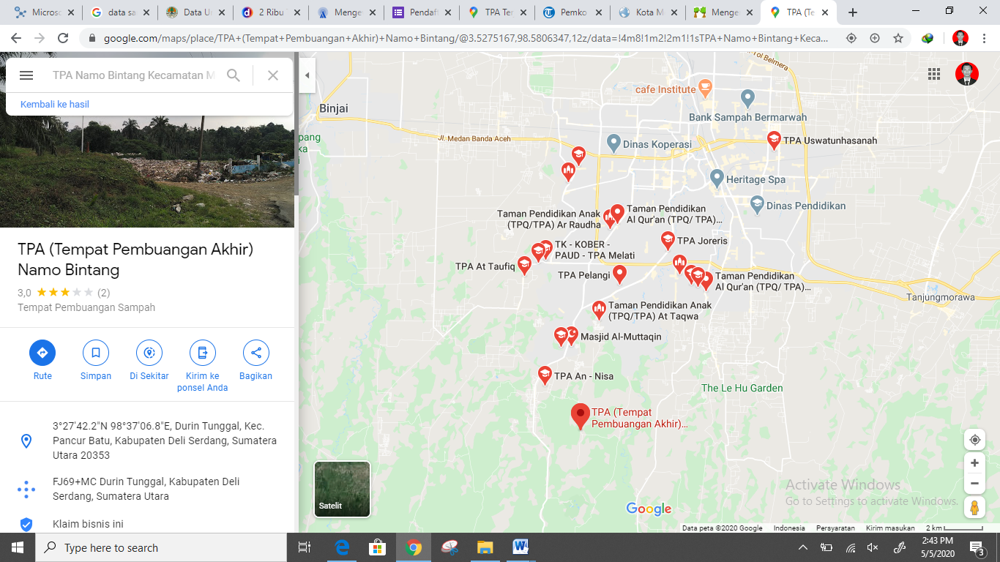 Microsc
data sa
Data Ur
2 Ribu
Menge
Pendaf
TPA Ter
Pemko
Kota M
Menge
TPA (Te
google.com/maps/place/TPA+(Tempat+Pembuangan+Akhir)+Namo+Bintang/@3.5275167,98.5806347,12z/data=!4m8!1m2!2m1!1sTPA+Namo+Bintang+Keca...
TPA Namo Bintang Kecamatan M
Kembali ke hasil
TPA (Tempat Pembuangan Akhir)
Namo Bintang
3,0 (2)
Tempat Pembuangan Sampah
Rute
Simpan
Di Sekitar
Kirim ke
ponsel Anda
Bagikan
3°27'42.2"N 98°37'06.8"E, Durin Tunggal, Kec.
Pancur Batu, Kabupaten Deli Serdang, Sumatera
Utara 20353
FJ69+MC Durin Tunggal, Kabupaten Deli
Serdang, Sumatera Utara
Klaim bisnis ini
Tol Belmera
cafe Institute
Binjai
Bank Sampah Bermarwah
Jl. Medan Banda Aceh
pang
ka
i
Dinas Koperasi
TPA Uswatunhasanah
Heritage Spa
Dinas Pendidikan
Taman Pendidikan Anak
(TPQ/TPA) Ar Raudha
Taman Pendidikan
Al Qur'an (TPQ/ TPA)...
TPA Joreris
TK - KOBER -
PAUD - TPA Melati
TPA At Taufiq
TPA Pelangi
Taman Pendidikan
Al Qur'an (TPQ/ TPA)...
Tanjungmorawa
Taman Pendidikan Anak
(TPQ/TPA) At Taqwa
Masjid Al-Muttaqin
TPA An - Nisa
The Le Hu Garden
TPA (Tempat
Pembuangan Akhir)...
Satelit
Google
Activate Windows
Go to Settings to activate Windows.
Data peta ©2020 Google
Indonesia
Persyaratan
Kirim masukan
2 km
Type here to search
2:43 PM
5/5/2020
3